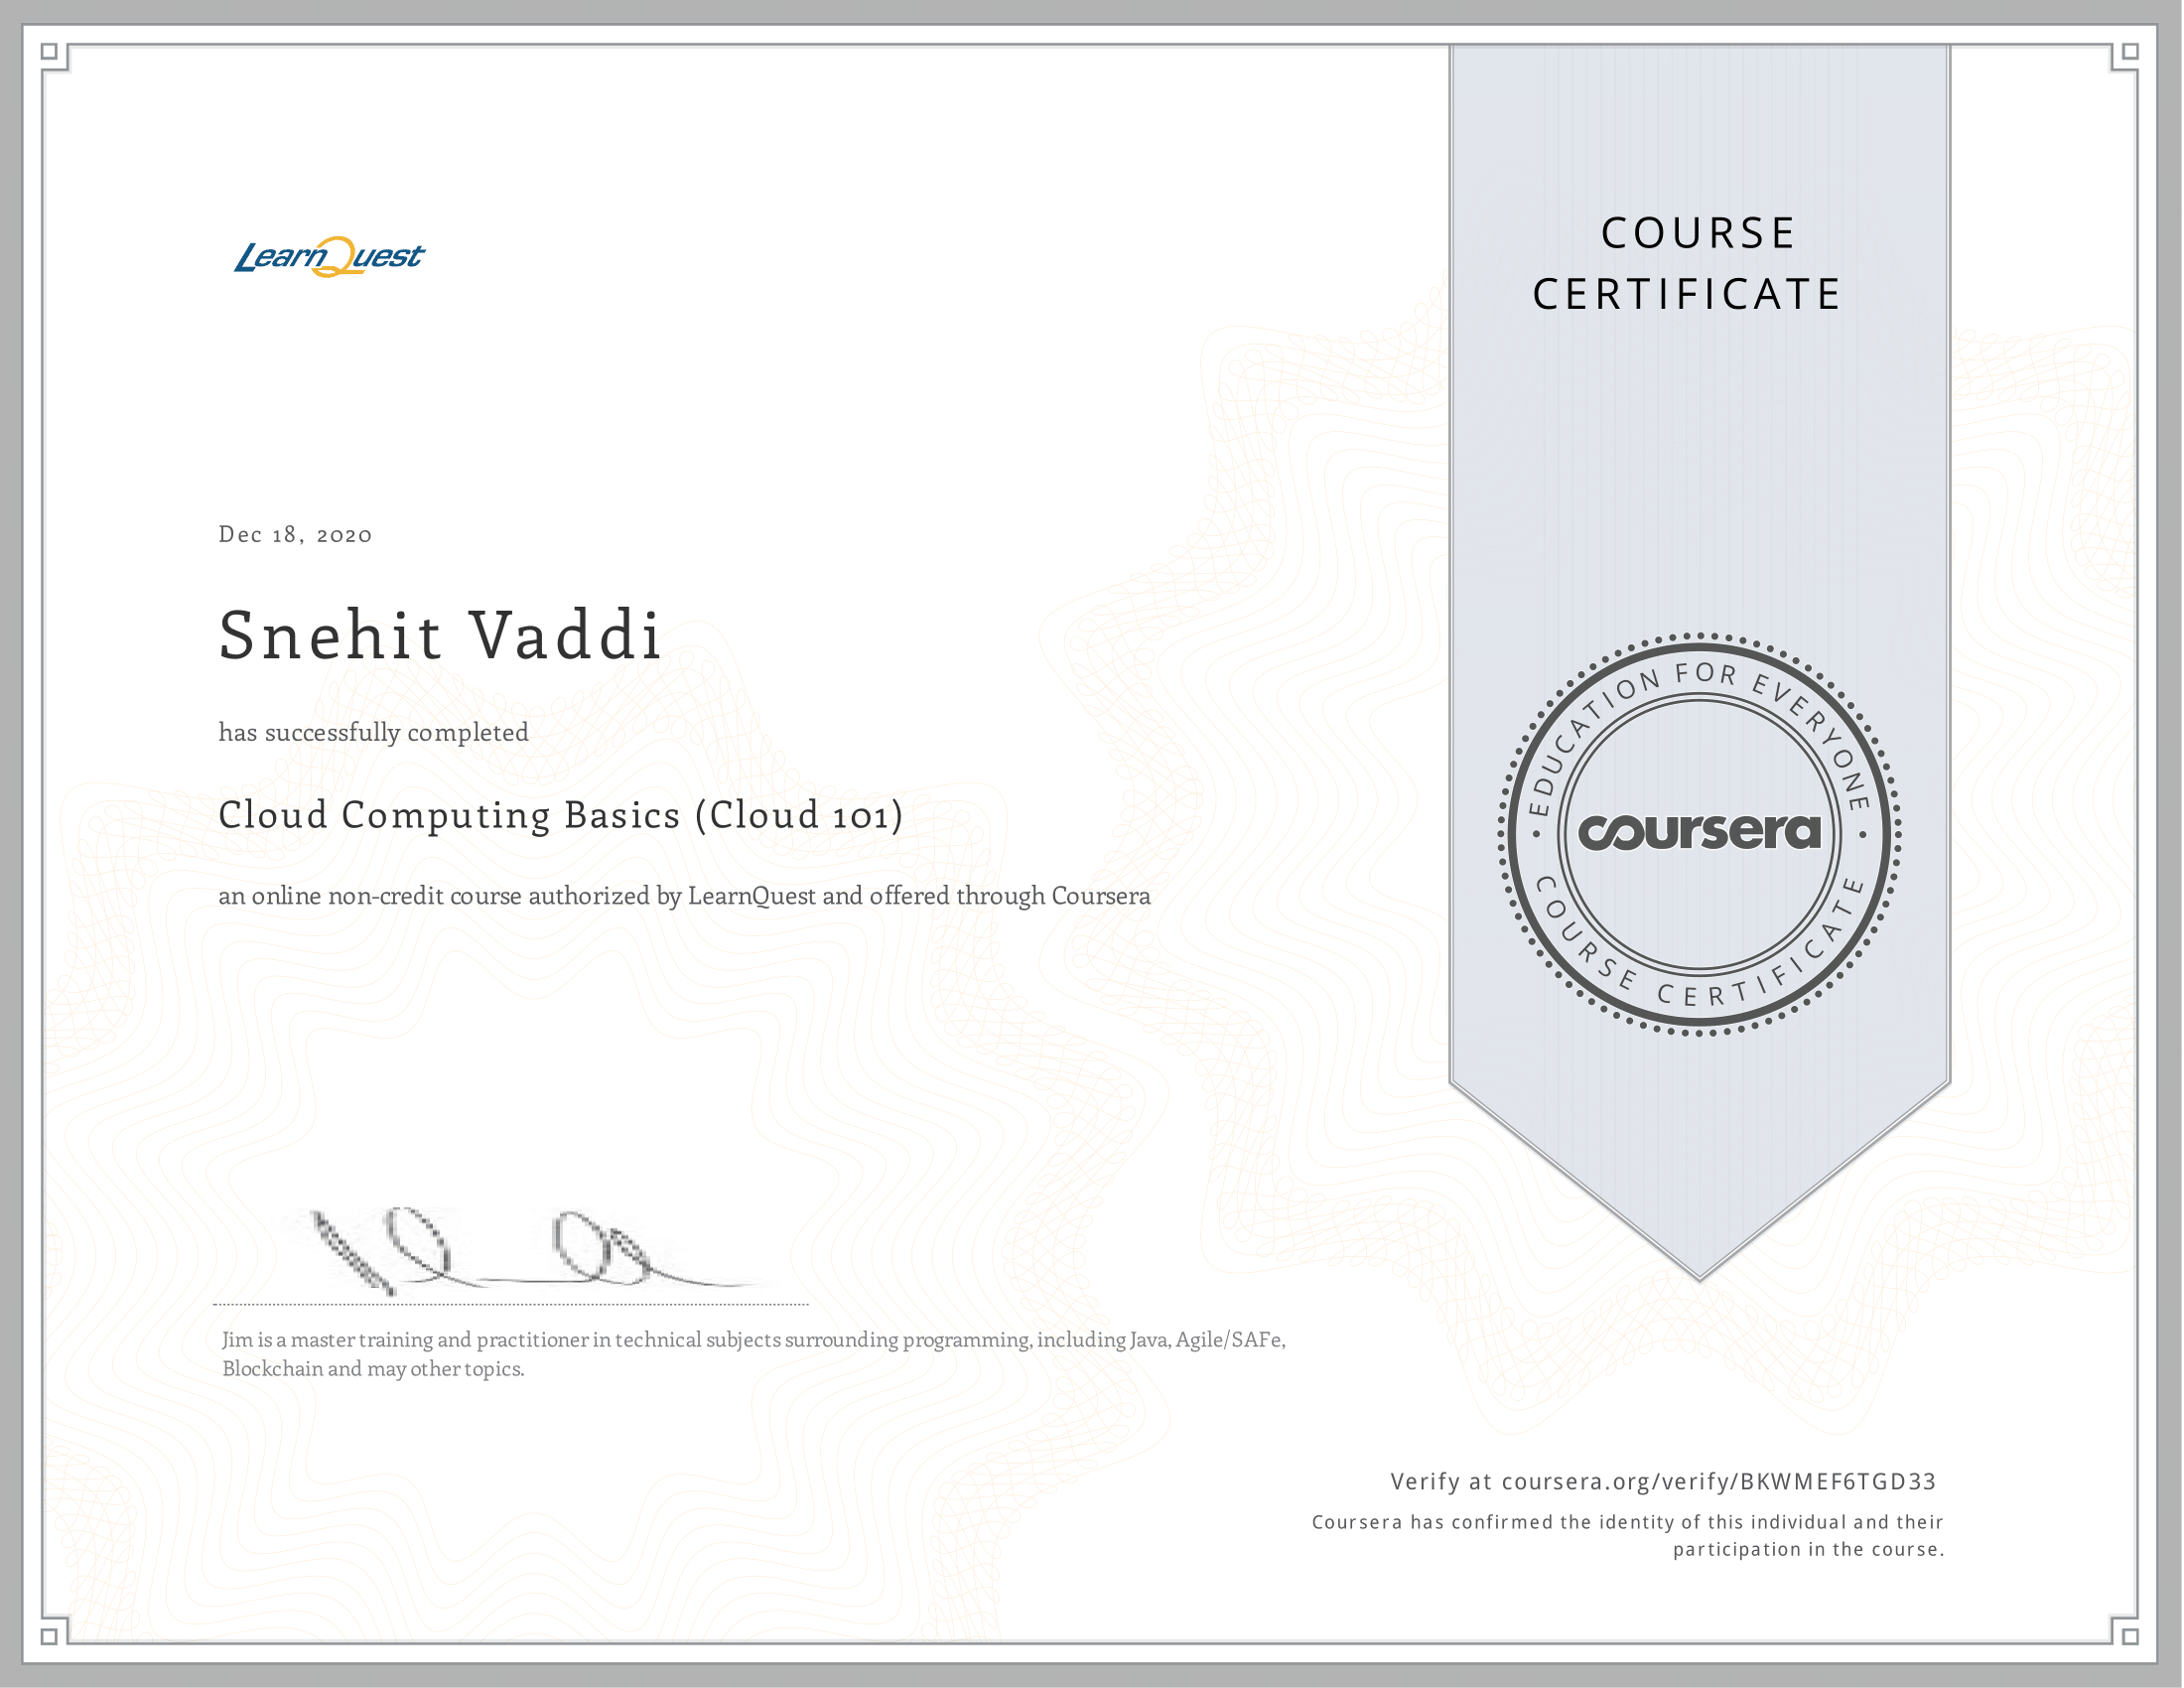 LearnQuest
COURSE
CERTIFICATE
Dec 18, 2020
Snehit Vaddi
has successfully completed
Cloud Computing Basics (Cloud 101)
an online non-credit course authorized by LearnQuest and offered through Coursera
EDUCATION FOR EVERYONE
coursera
COURSE CERTIFICATE
Jim is a master training and practitioner in technical subjects surrounding programming, including Java, Agile/SAFe,
Blockchain and may other topics.
Verify at coursera.org/verify/BKWMEF6TGD33
Coursera has confirmed the identity of this individual and their
participation in the course.